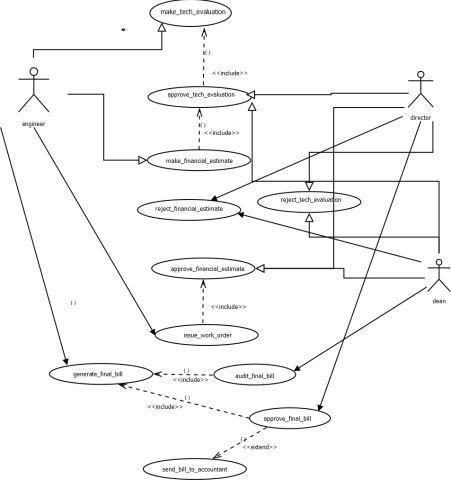 make_tech_evaluation
( )
<<include>>
approve_tech_evaluation
engineer
director
( )
<<include>>
make_financial_estimate
reject_tech_evaluation
reject_financial_estimate
approve_financial_estimate
dean
( )
<<include>>
issue_work_order
generate_final_bill
( )
<<include>>
audit_final_bill
( )
<<include>>
approve_final_bill
( )
<<extend>>
send_bill_to_accountant